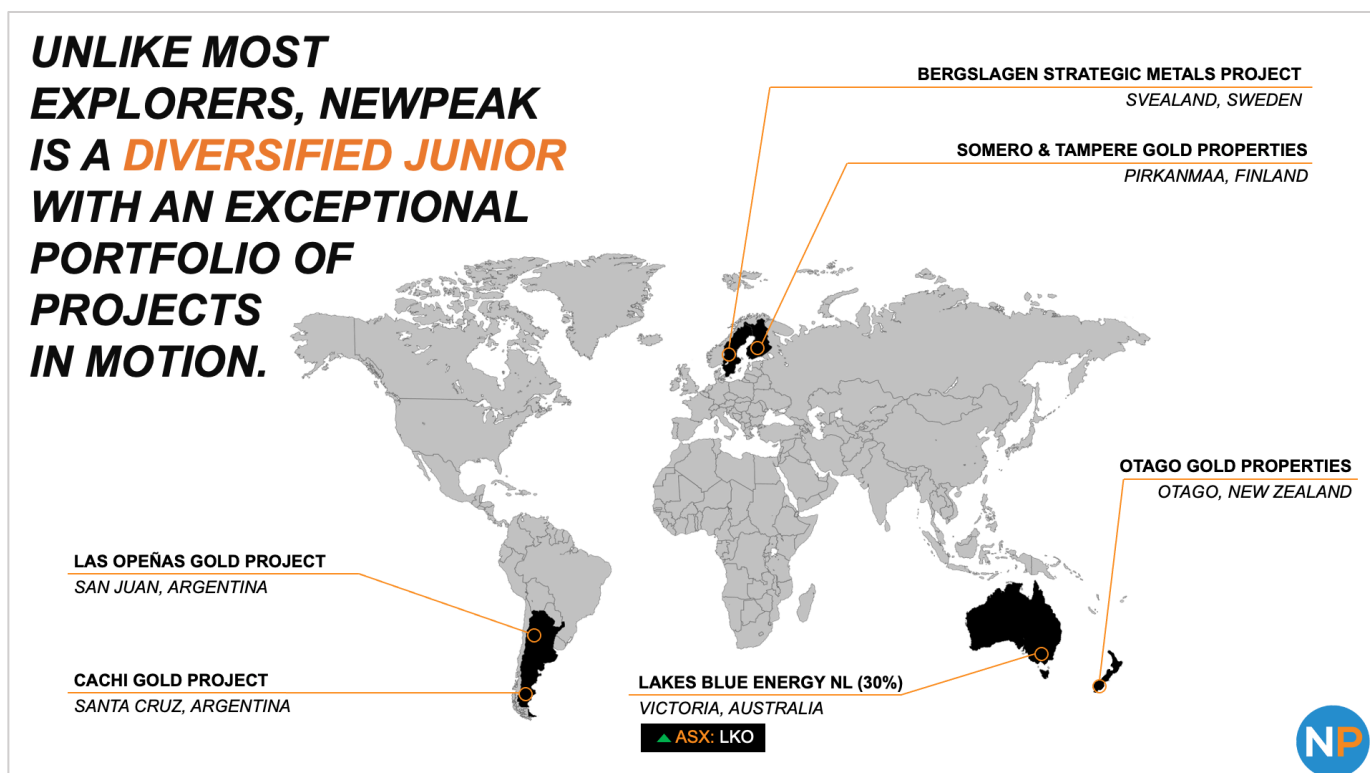 UNLIKE MOST
EXPLORERS, NEWPEAK
IS A DIVERSIFIED JUNIOR
WITH AN EXCEPTIONAL
PORTFOLIO OF
PROJECTS
IN MOTION.
BERGSLAGEN STRATEGIC METALS PROJECT
SVEALAND, SWEDEN
SOMERO & TAMPERE GOLD PROPERTIES
PIRKANMAA, FINLAND
OTAGO GOLD PROPERTIES
OTAGO, NEW ZEALAND
LAS OPEÑAS GOLD PROJECT
SAN JUAN, ARGENTINA
CACHI GOLD PROJECT
SANTA CRUZ, ARGENTINA
LAKES BLUE ENERGY NL (30%)
VICTORIA, AUSTRALIA
ASX: LKO
NP